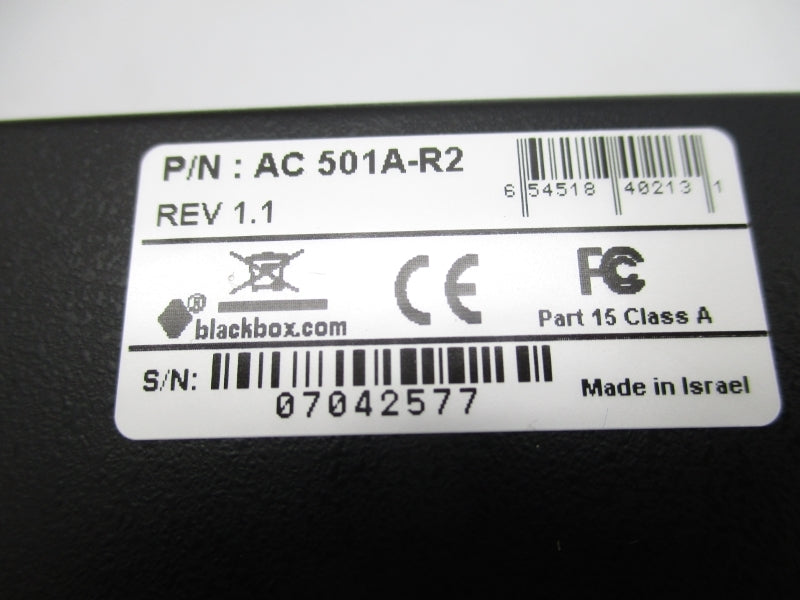 P/N : AC 501A-R2
6 54518 40213 1
REV 1.1
CE
FC
®
blackbox.com
Part 15 Class A
S/N:
07042577
Made in Israel